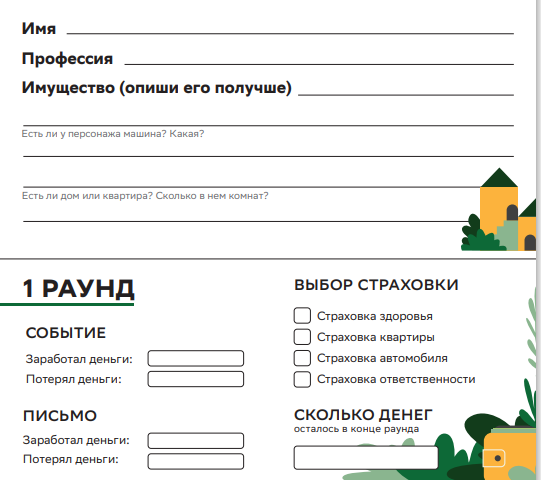 Имя
Профессия
Имущество (опиши его получше)
Есть ли у персонажа машина? Какая?
Есть ли дом или квартира? Сколько в нем комнат?
1 РАУНД
СОБЫТИЕ
Заработал деньги:
Потерял деньги:
ПИСЬМО
Заработал деньги:
Потерял деньги:
ВЫБОР СТРАХОВКИ
Страховка здоровья
Страховка квартиры
Страховка автомобиля
Страховка ответственности
СКОЛЬКО ДЕНЕГ
осталось в конце раунда